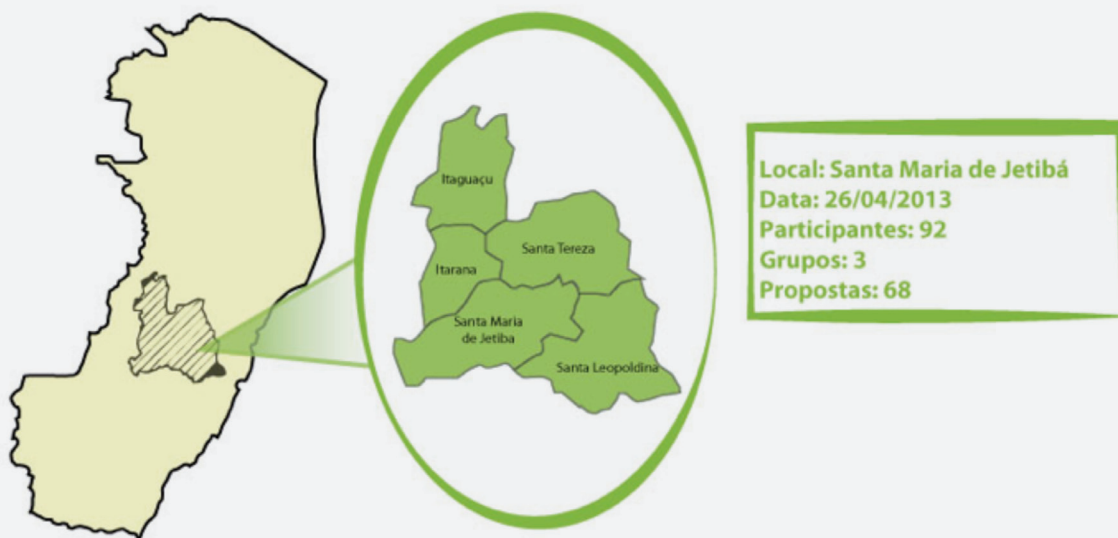 Itaguaçu
Santa Tereza
Itarana
Santa Maria
de Jetiba
Santa Leopoldina
Local: Santa Maria de Jetibá
Data: 26/04/2013
Participantes: 92
Grupos: 3
Propostas: 68